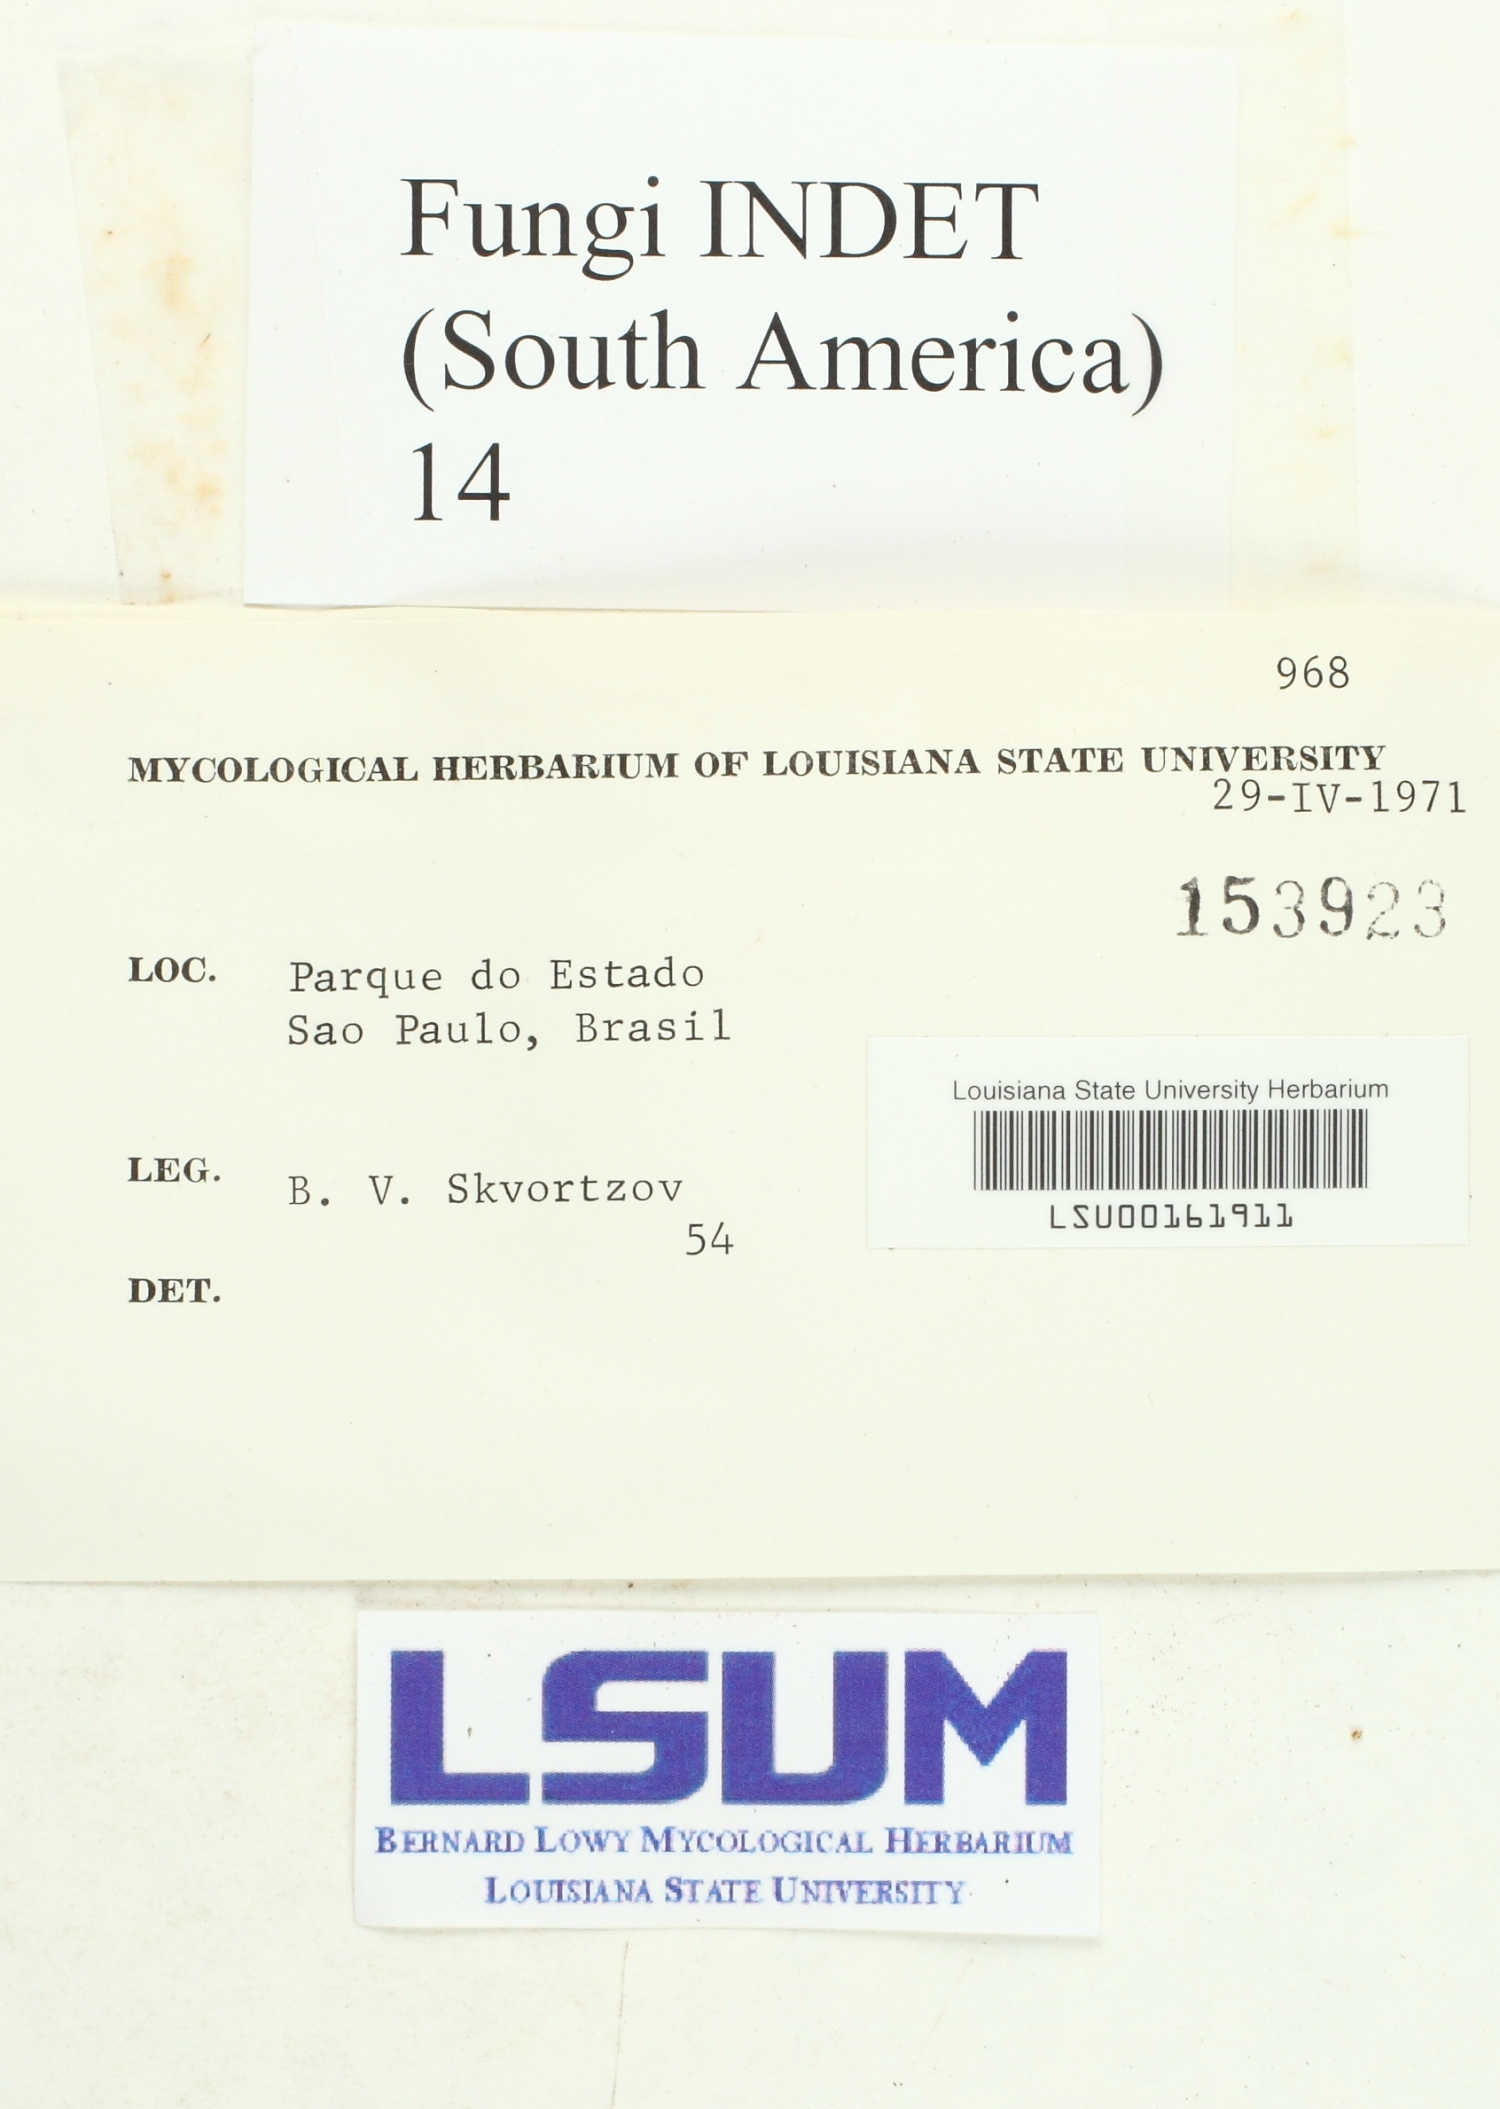 Fungi INDET
(South America)
14
968
MYCOLOGICAL HERBARIUM OF LOUISIANA STATE UNIVERSITY
29-IV-1971
153923
LOC. Parque do Estado
Sao Paulo, Brasil
Louisiana State University Herbarium
LSU00161911
LEG. B. V. Skvortzov
54
DET.
LSUM
BERNARD LOWY MYCOLOGICAL HERBARIUM
LOUISIANA STATE UNIVERSITY